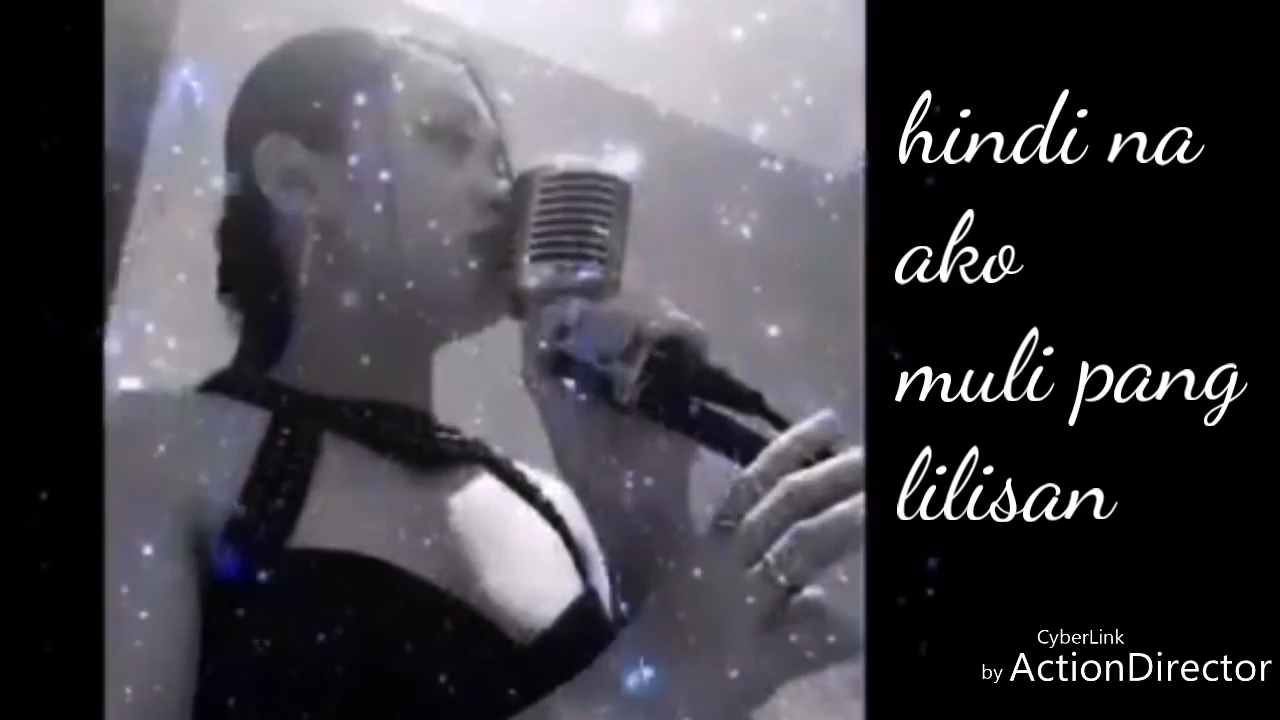 hindi na
ako
muli pang
lilisan
CyberLink
by ActionDirector